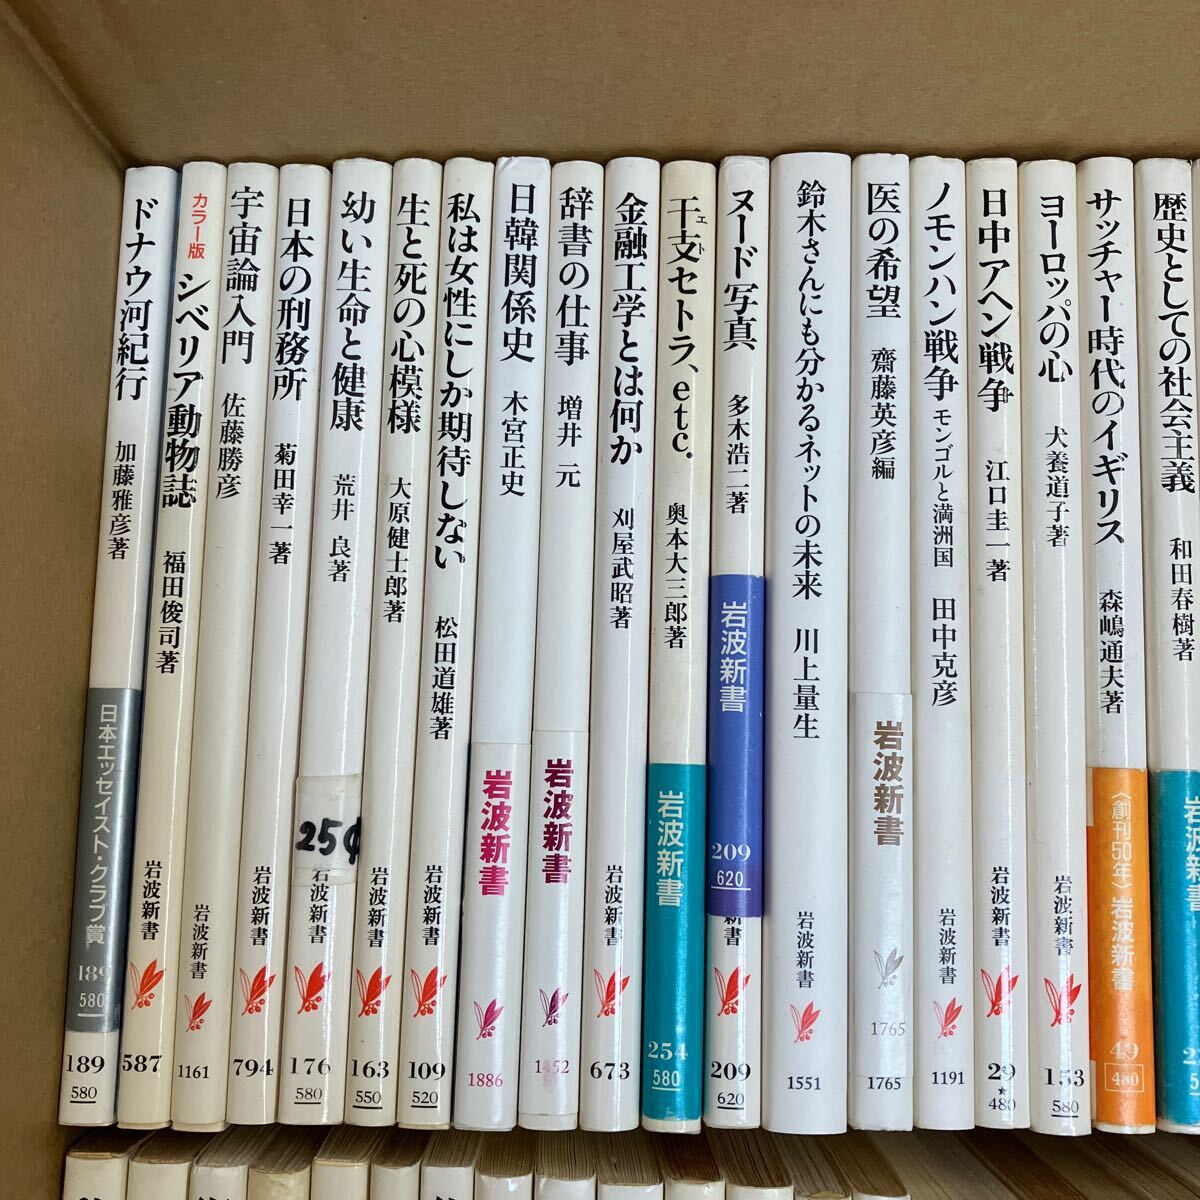 ドナウ河紀行 加藤雅彦著
日本エッセイスト・クラブ賞
189
580
189
580
カラー版 シベリア動物誌 福田俊司著
岩波新書
587
宇宙論入門 佐藤勝彦
岩波新書
1161
日本の刑務所 菊田幸一著
岩波新書
794
幼い生命と健康 荒井 良著
25¢
岩波新書
176
580
生と死の心模様 大原健士郎著
岩波新書
163
550
私は女性にしか期待しない 松田道雄著
岩波新書
109
520
日韓関係史 木宮正史
岩波新書
1886
辞書の仕事 増井 元
岩波新書
1452
金融工学とは何か 刈屋武昭著
岩波新書
673
干支セトラ、etc. 奥本大三郎著
エト
岩波新書
254
580
ヌード写真 多木浩二著
岩波新書
209
620
209
620
鈴木さんにも分かるネットの未来 川上量生
岩波新書
1551
医の希望 齋藤英彦編
岩波新書
1765
1765
ノモンハン戦争 モンゴルと満洲国 田中克彦
岩波新書
1191
日中アヘン戦争 江口圭一著
岩波新書
29
★480
ヨーロッパの心 犬養道子著
岩波新書
153
580
サッチャー時代のイギリス 森嶋通夫著
〈創刊50年〉岩波新書
49
480
歴史としての社会主義 和田春樹著
岩波新書